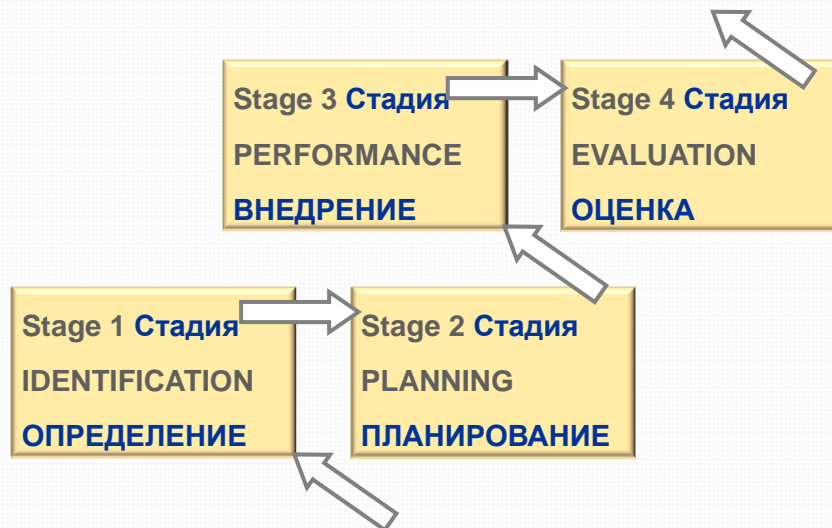 Stage 3 Стадия
PERFORMANCE
ВНЕДРЕНИЕ
Stage 4 Стадия
EVALUATION
ОЦЕНКА
Stage 1 Стадия
IDENTIFICATION
ОПРЕДЕЛЕНИЕ
Stage 2 Стадия
PLANNING
ПЛАНИРОВАНИЕ